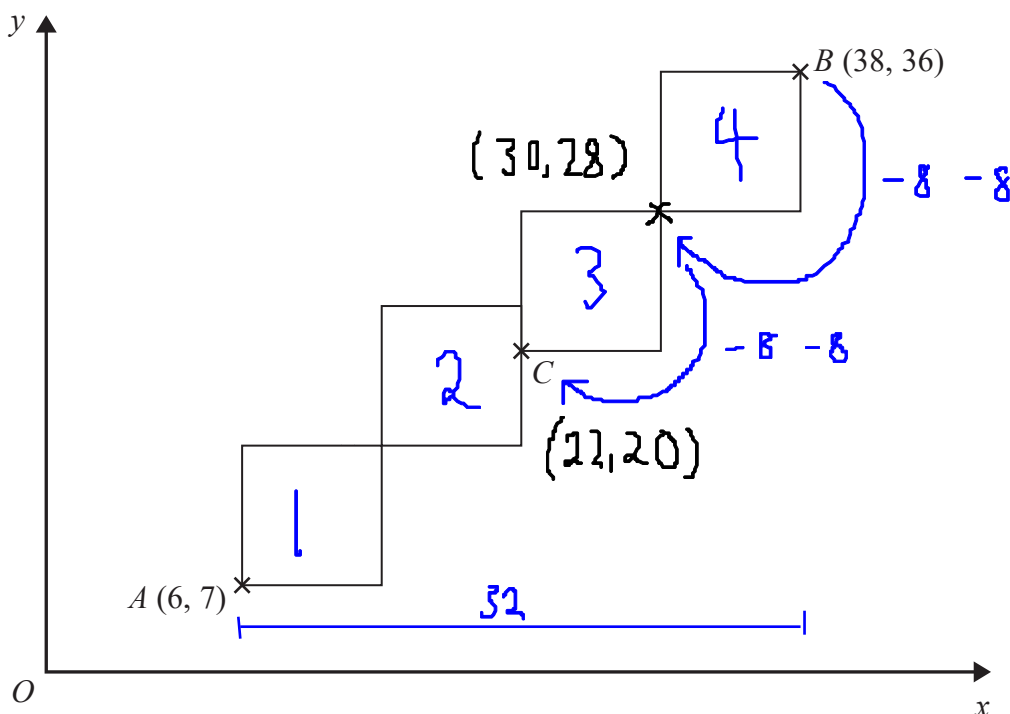 y
B (38, 36)
4
(30,28)
- 8 - 8
3
- 8 - 8
2
C
(22,20)
1
A (6, 7)
32
O
x